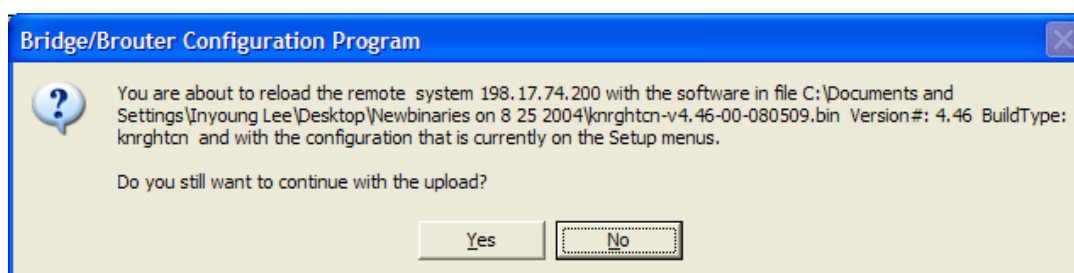 Bridge/Brouter Configuration Program
You are about to reload the remote system 198.17.74.200 with the software in file C:\Documents and
Settings\Inyoung Lee\Desktop\Newbinaries on 8 25 2004\knrghtcn-v4.46-00-080509.bin Version#: 4.46 BuildType:
knrghtcn and with the configuration that is currently on the Setup menus.
Do you still want to continue with the upload?
Yes
No